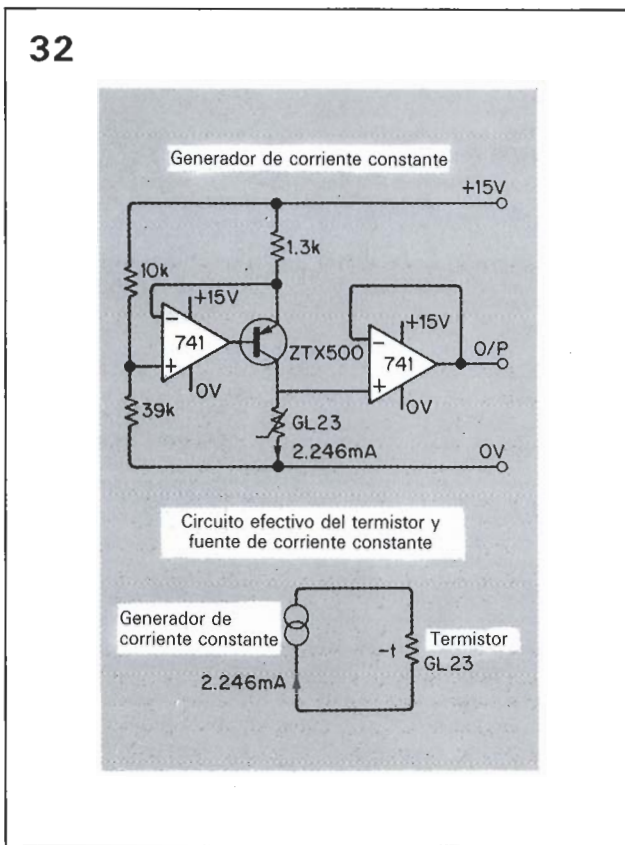 32
Generador de corriente constante
+15V
1.3k
10k
+15V
+15V
−
741
+
ZTX500
−
741
+
O/P
0V
0V
39k
GL23
2.246mA
0V
Circuito efectivo del termistor y
fuente de corriente constante
Generador de
corriente constante
−t
Termistor
GL23
2.246mA